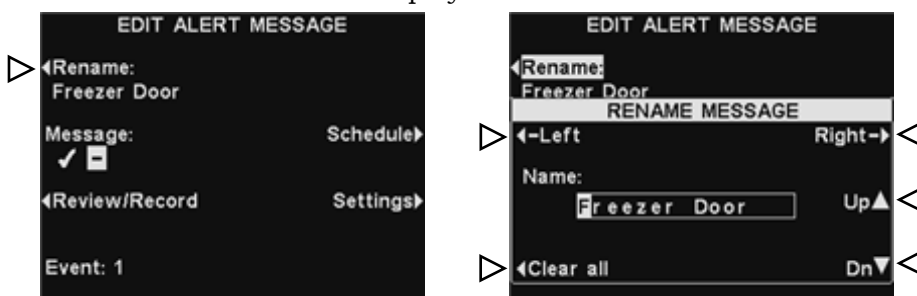 EDIT ALERT MESSAGE
Rename:
Freezer Door
Message: Schedule
✓ -
Review/Record Settings
Event: 1
EDIT ALERT MESSAGE
Rename:
Freezer Door
RENAME MESSAGE
-Left Right-
Name:
Freezer Door Up
Clear all Dn